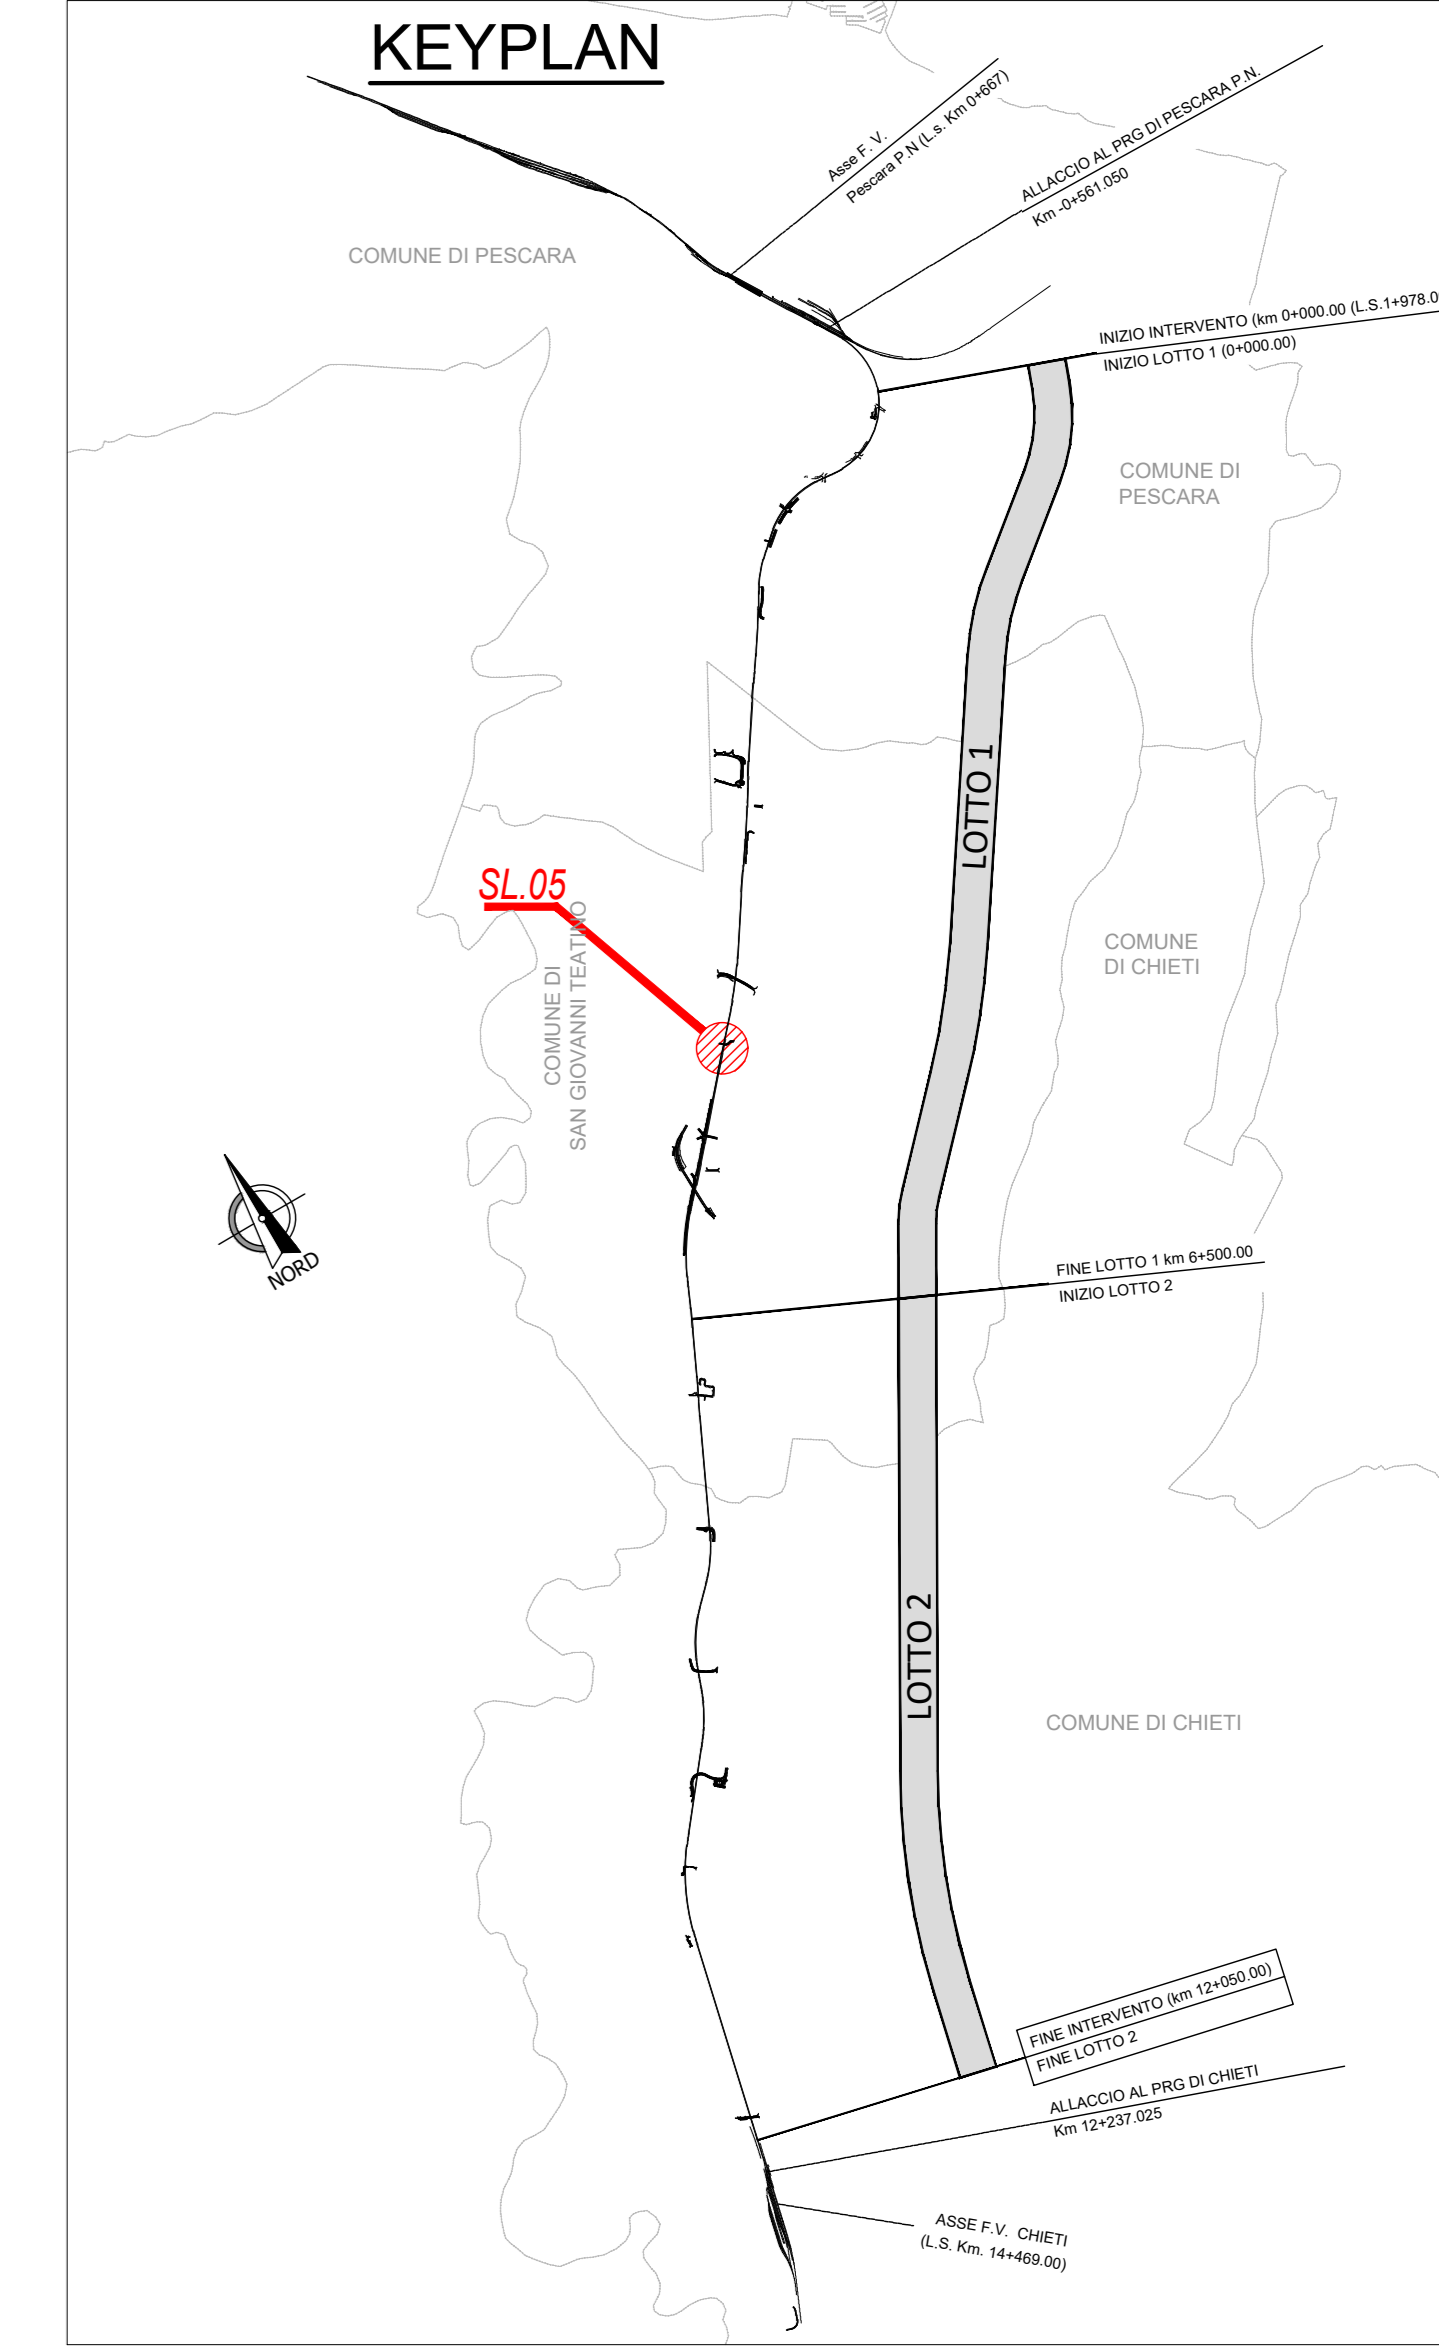 KEYPLAN
Asse F. V.
Pescara P.N (L.s. Km 0+667)
ALLACCIO AL PRG DI PESCARA P.N.
Km -0+561.050
COMUNE DI PESCARA
INIZIO INTERVENTO (km 0+000.00 (L.S.1+978.0
INIZIO LOTTO 1 (0+000.00)
COMUNE DI
PESCARA
LOTTO 1
SL.05
COMUNE DI
SAN GIOVANNI TEATINO
COMUNE
DI CHIETI
NORD
FINE LOTTO 1 km 6+500.00
INIZIO LOTTO 2
LOTTO 2
COMUNE DI CHIETI
FINE INTERVENTO (km 12+050.00)
FINE LOTTO 2
ALLACCIO AL PRG DI CHIETI
Km 12+237.025
ASSE F.V. CHIETI
(L.S. Km. 14+469.00)